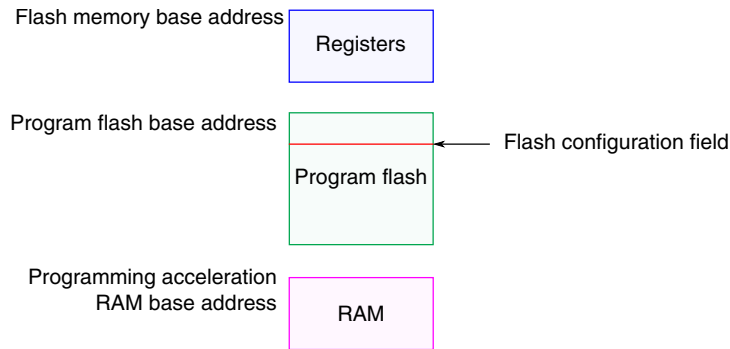 Flash memory base address
Registers
Program flash base address
Flash configuration field
Program flash
Programming acceleration
RAM base address
RAM